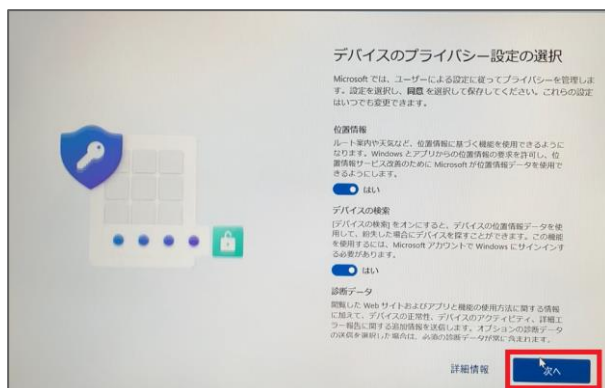 デバイスのプライバシー設定の選択
Microsoft では、ユーザーによる設定に従ってプライバシーを管理しま
す。設定を選択し、同意 を選択して保存してください。これらの設定
はいつでも変更できます。
位置情報
ルート案内や天気など、位置情報に基づく機能を使用できるように
なります。Windows とアプリからの位置情報の要求を許可し、位
置情報サービス改善のために Microsoft が位置情報データを使用で
きるようにします。
はい
デバイスの検索
[デバイスの検索] をオンにすると、デバイスの位置情報データを使
用して、紛失した場合にデバイスを探すことができます。この機能
を使用するには、Microsoft アカウントで Windows にサインインす
る必要があります。
はい
診断データ
閲覧した Web サイトおよびアプリと機能の使用方法に関する情報
に加えて、デバイスの正常性、デバイスのアクティビティ、詳細エ
ラー報告に関する追加情報を送信します。オプションの診断データ
の送信を選択した場合は、必須の診断データが常に含まれます。
詳細情報
次へ